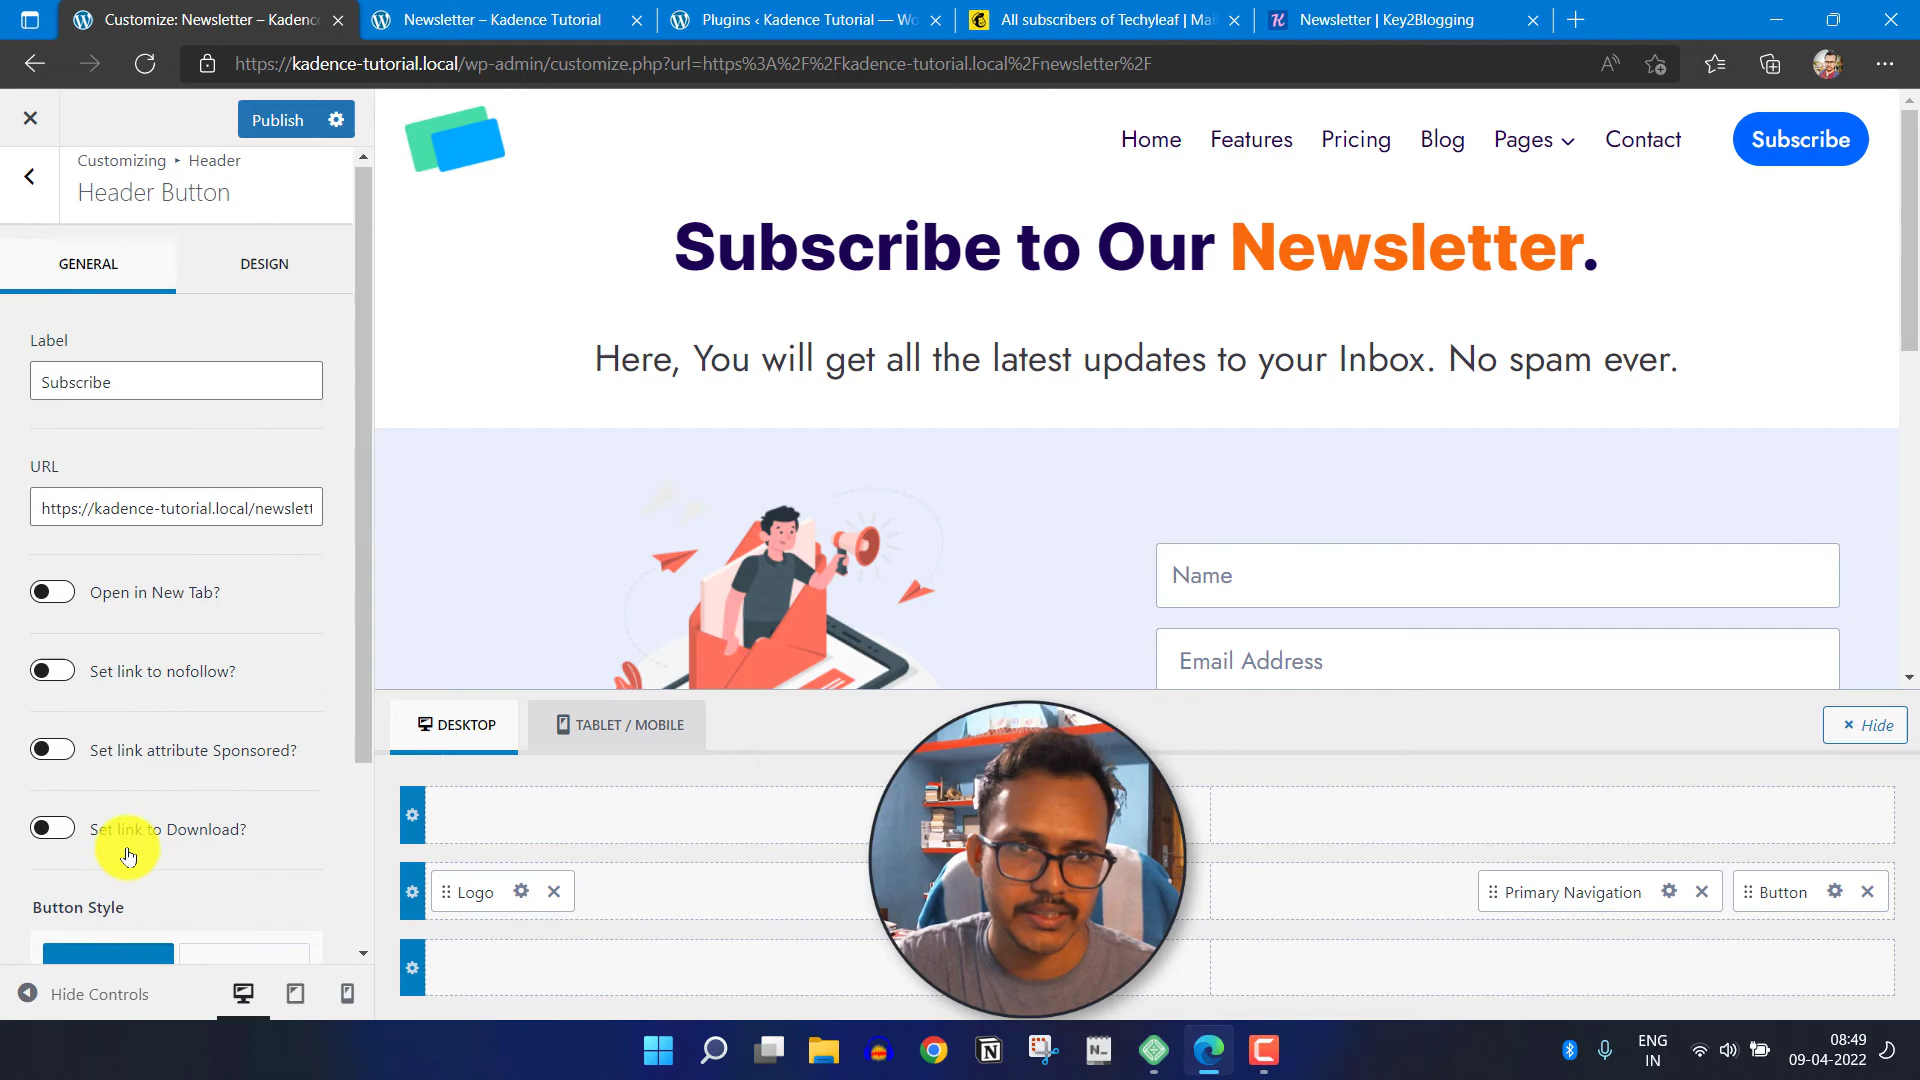 Customize: Newsletter – Kadence
Newsletter – Kadence Tutorial
Plugins ‹ Kadence Tutorial — Wo
All subscribers of Techyleaf | Mail
Newsletter | Key2Blogging
https://kadence-tutorial.local/wp-admin/customize.php?url=https%3A%2F%2Fkadence-tutorial.local%2Fnewsletter%2F
Publish
Customizing ▸ Header
Header Button
GENERAL
DESIGN
Label
Subscribe
URL
https://kadence-tutorial.local/newslett
Open in New Tab?
Set link to nofollow?
Set link attribute Sponsored?
Set link to Download?
Button Style
Hide Controls
Home
Features
Pricing
Blog
Pages
Contact
Subscribe
Subscribe to Our Newsletter.
Here, You will get all the latest updates to your Inbox. No spam ever.
Name
Email Address
DESKTOP
TABLET / MOBILE
Hide
Logo
Primary Navigation
Button
ENG
IN
08:49
09-04-2022